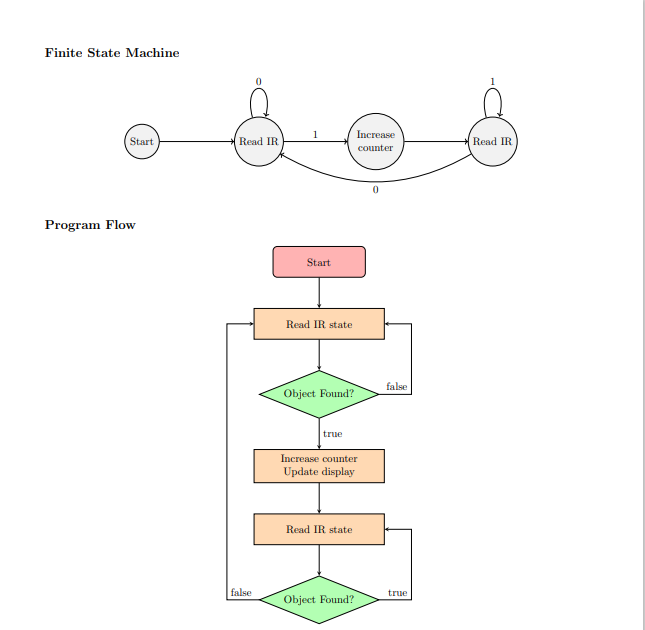 Finite State Machine
0
1
Start
Read IR
1
Increase
counter
Read IR
0
Program Flow
Start
Read IR state
Object Found?
false
true
Increase counter
Update display
Read IR state
Object Found?
false
true